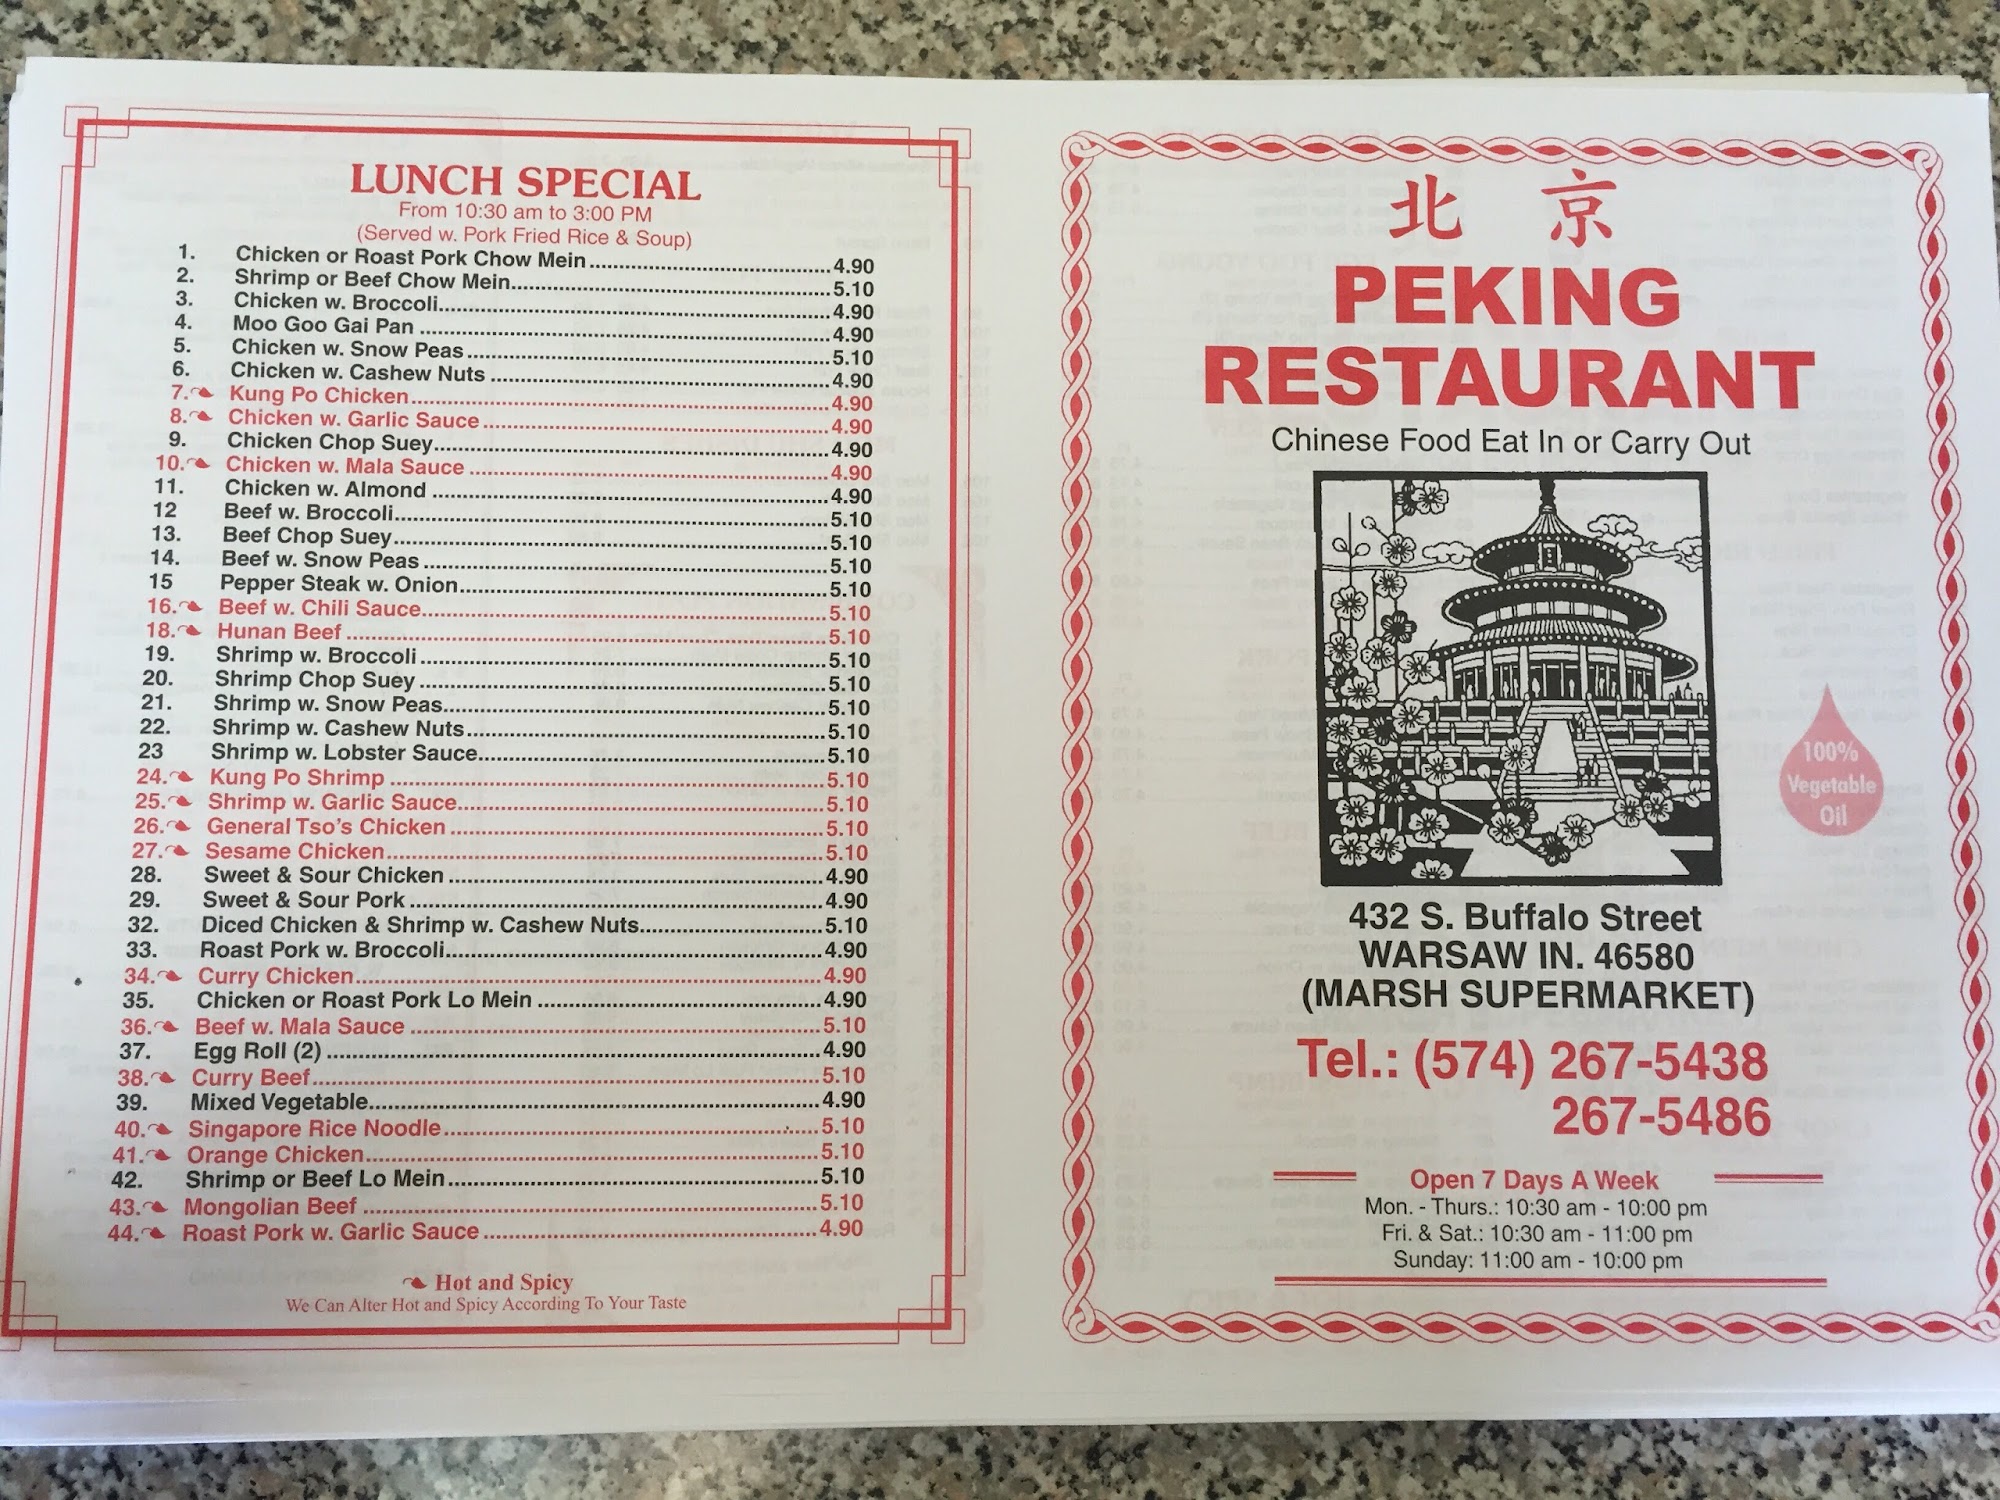 LUNCH SPECIAL
From 10:30 am to 3:00 PM
(Served w. Pork Fried Rice & Soup)
1. Chicken or Roast Pork Chow Mein 4.90
2. Shrimp or Beef Chow Mein 5.10
3. Chicken w. Broccoli 4.90
4. Moo Goo Gai Pan 4.90
5. Chicken w. Snow Peas 5.10
6. Chicken w. Cashew Nuts 4.90
7. Kung Po Chicken 4.90
8. Chicken w. Garlic Sauce 4.90
9. Chicken Chop Suey 4.90
10. Chicken w. Mala Sauce 4.90
11. Chicken w. Almond 4.90
12 Beef w. Broccoli 5.10
13. Beef Chop Suey 5.10
14. Beef w. Snow Peas 5.10
15 Pepper Steak w. Onion 5.10
16. Beef w. Chili Sauce 5.10
18. Hunan Beef 5.10
19. Shrimp w. Broccoli 5.10
20. Shrimp Chop Suey 5.10
21. Shrimp w. Snow Peas 5.10
22. Shrimp w. Cashew Nuts 5.10
23 Shrimp w. Lobster Sauce 5.10
24. Kung Po Shrimp 5.10
25. Shrimp w. Garlic Sauce 5.10
26. General Tso's Chicken 5.10
27. Sesame Chicken 5.10
28. Sweet & Sour Chicken 4.90
29. Sweet & Sour Pork 4.90
32. Diced Chicken & Shrimp w. Cashew Nuts 5.10
33. Roast Pork w. Broccoli 4.90
34. Curry Chicken 4.90
35. Chicken or Roast Pork Lo Mein 4.90
36. Beef w. Mala Sauce 5.10
37. Egg Roll (2) 4.90
38. Curry Beef 5.10
39. Mixed Vegetable 4.90
40. Singapore Rice Noodle 5.10
41. Orange Chicken 5.10
42. Shrimp or Beef Lo Mein 5.10
43. Mongolian Beef 5.10
44. Roast Pork w. Garlic Sauce 4.90
Hot and Spicy
We Can Alter Hot and Spicy According To Your Taste
北 京
PEKING
RESTAURANT
Chinese Food Eat In or Carry Out
100%
Vegetable
Oil
432 S. Buffalo Street
WARSAW IN. 46580
(MARSH SUPERMARKET)
Tel.: (574) 267-5438
267-5486
Open 7 Days A Week
Mon. - Thurs.: 10:30 am - 10:00 pm
Fri. & Sat.: 10:30 am - 11:00 pm
Sunday: 11:00 am - 10:00 pm